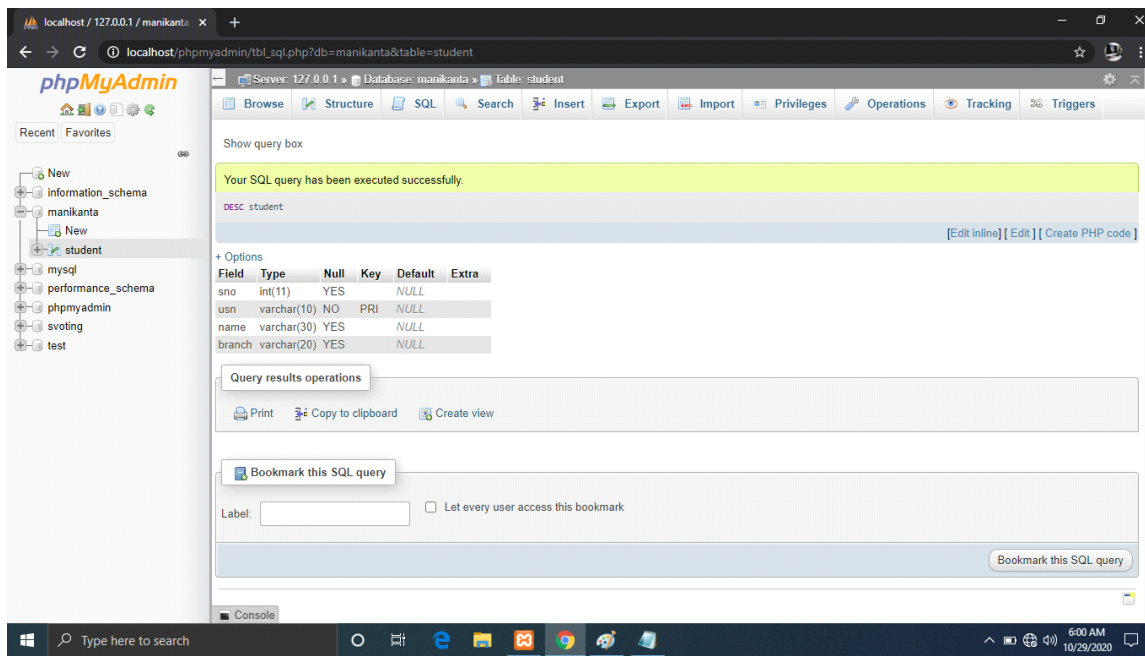 localhost / 127.0.0.1 / manikanta
localhost/phpmyadmin/tbl_sql.php?db=manikanta&table=student
phpMyAdmin
Recent Favorites
New
information_schema
manikanta
New
student
mysql
performance_schema
phpmyadmin
svoting
test
Server: 127.0.0.1 » Database: manikanta » Table: student
Browse Structure SQL Search Insert Export Import Privileges Operations Tracking Triggers
Show query box
Your SQL query has been executed successfully.
DESC student
[Edit inline] [ Edit ] [ Create PHP code ]
+ Options
Field Type Null Key Default Extra
sno int(11) YES NULL
usn varchar(10) NO PRI NULL
name varchar(30) YES NULL
branch varchar(20) YES NULL
Query results operations
Print Copy to clipboard Create view
Bookmark this SQL query
Label: Let every user access this bookmark
Bookmark this SQL query
Console
Type here to search
6:00 AM
10/29/2020